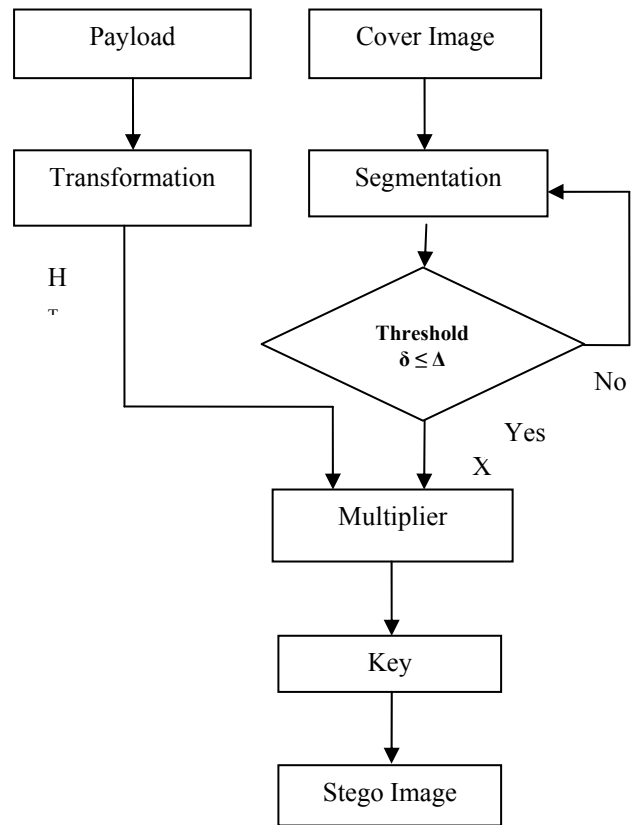 Payload
Cover Image
Transformation
Segmentation
H
T
Threshold
δ ≤ Δ
No
Yes
X
Multiplier
Key
Stego Image